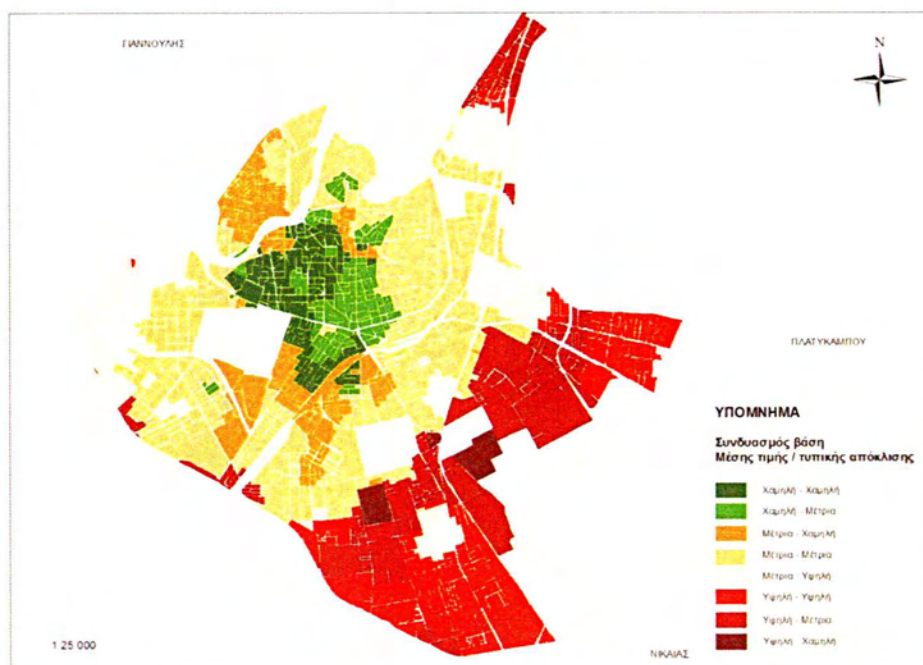 ΓΙΑΝΝΟΥΛΗΣ
N
ΠΛΑΤΥΚΑΜΠΟΥ
ΥΠΟΜΝΗΜΑ
Συνδυασμός βάση
Μέσης τιμής / τυπικής απόκλισης
Χαμηλή - Χαμηλή
Χαμηλή - Μέτρια
Μέτρια - Χαμηλή
Μέτρια - Μέτρια
Μέτρια - Υψηλή
Υψηλή - Υψηλή
Υψηλή - Μέτρια
Υψηλή - Χαμηλή
1:25 000
ΝΙΚΑΙΑΣ